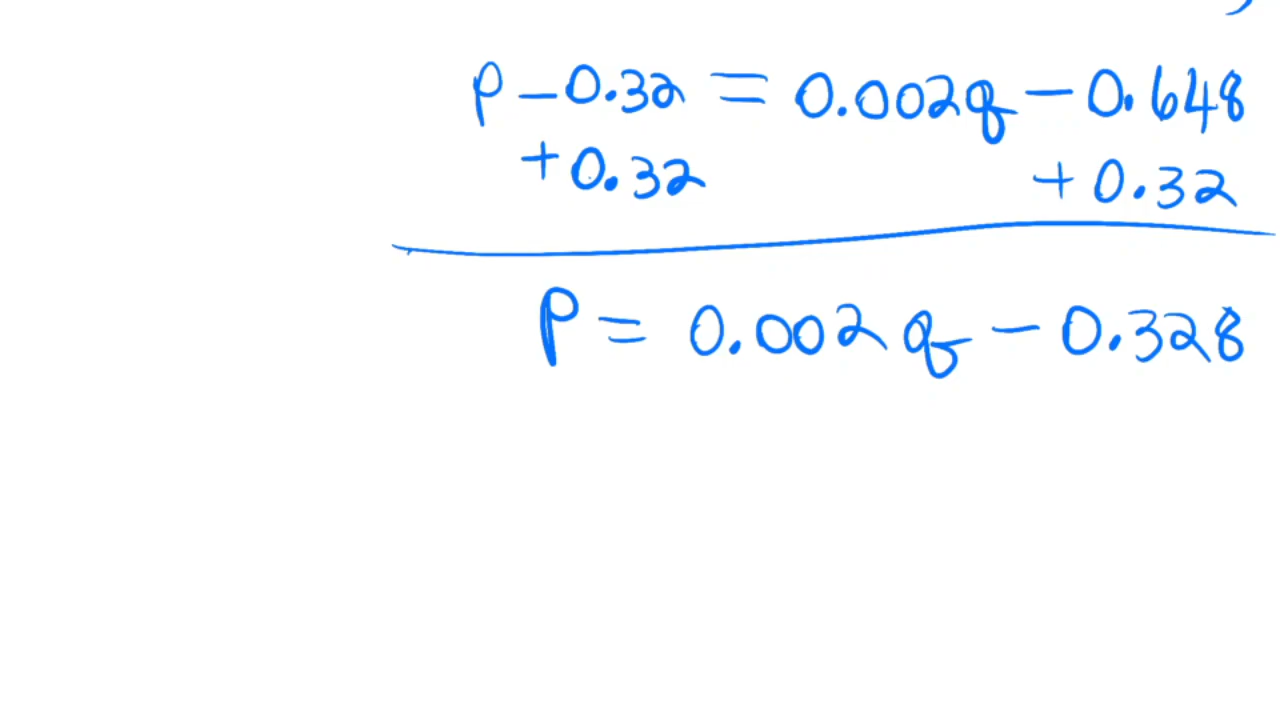 p - 0.32 = 0.002q - 0.648
+ 0.32 + 0.32
p = 0.002q - 0.328